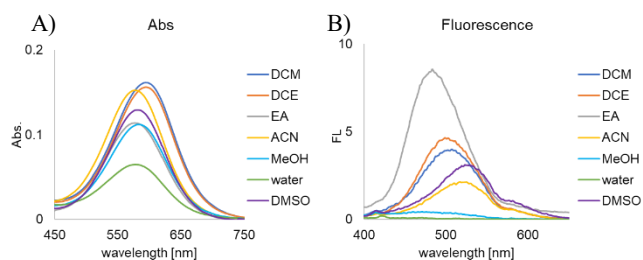 A) Abs
0.2
0.1
0
450 550 650 750
Abs.
wavelength [nm]
DCM
DCE
EA
ACN
MeOH
water
DMSO
B) Fluorescence
10
5
0
400 500 600
FL
wavelength [nm]
DCM
DCE
EA
ACN
MeOH
water
DMSO